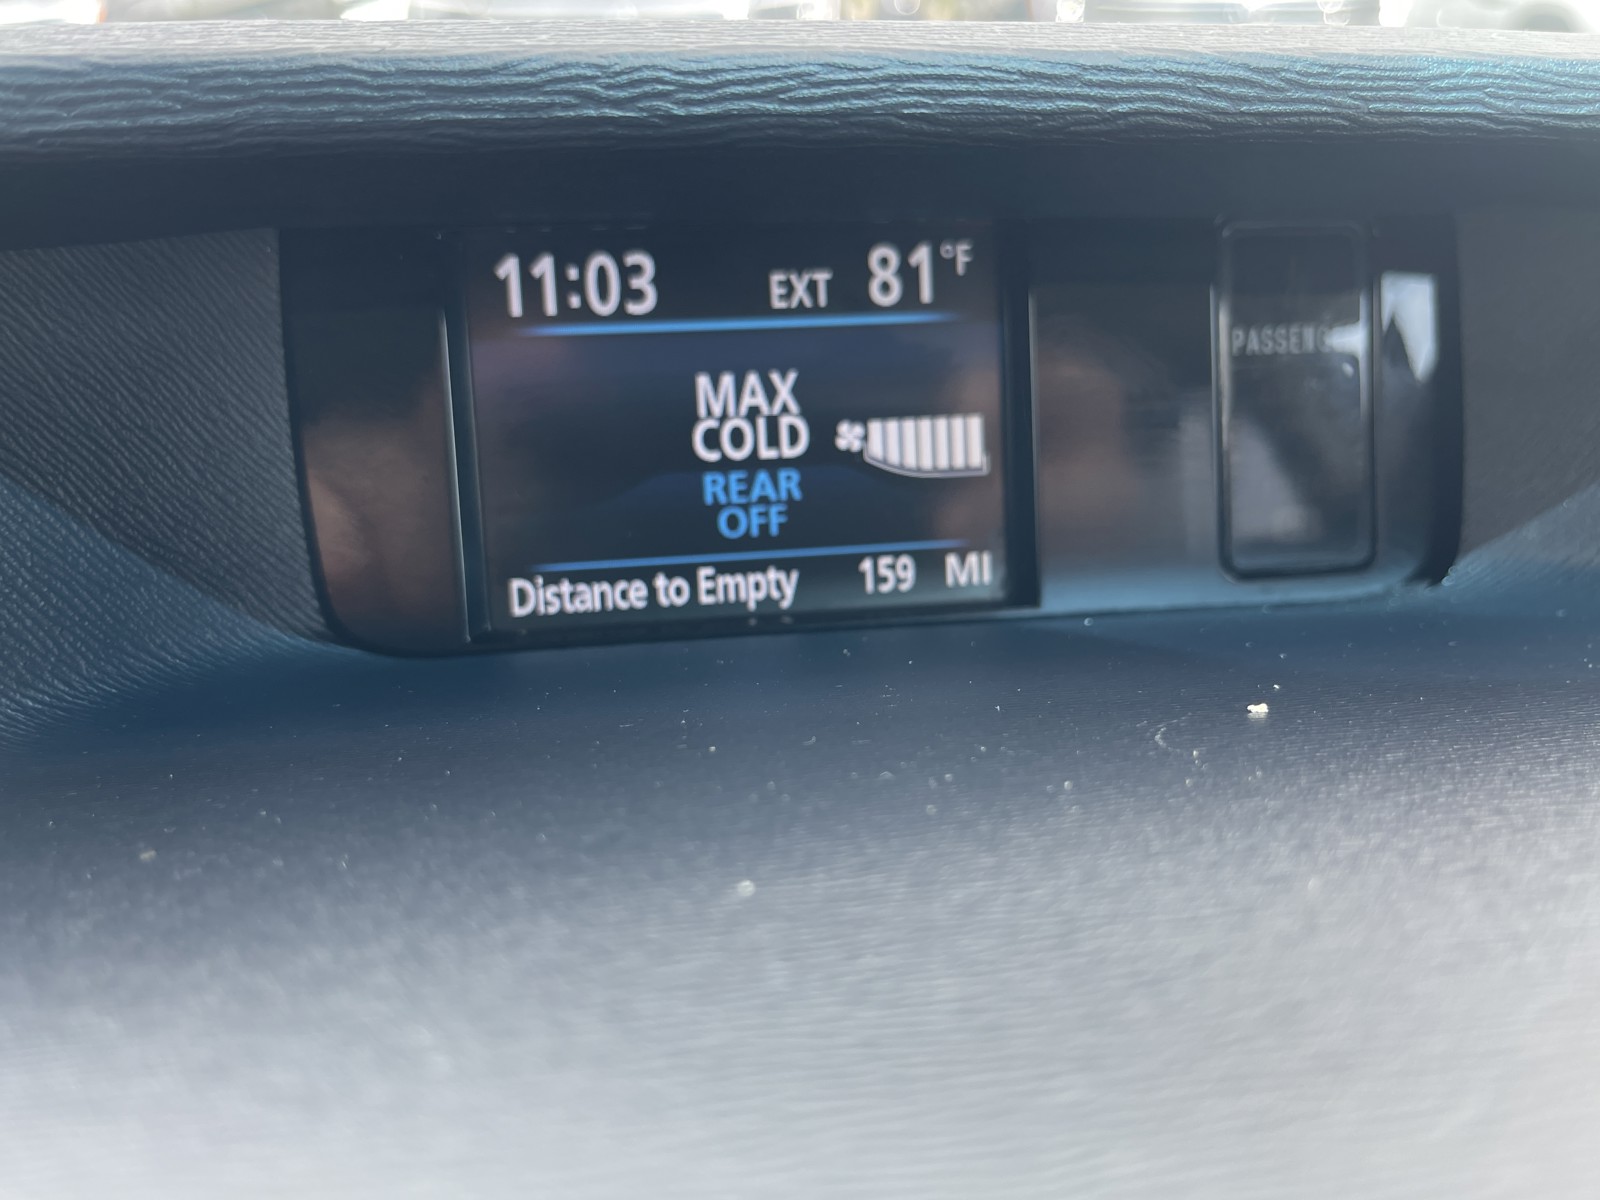 11:03 EXT 81°F
MAX
COLD
REAR
OFF
Distance to Empty 159 MI